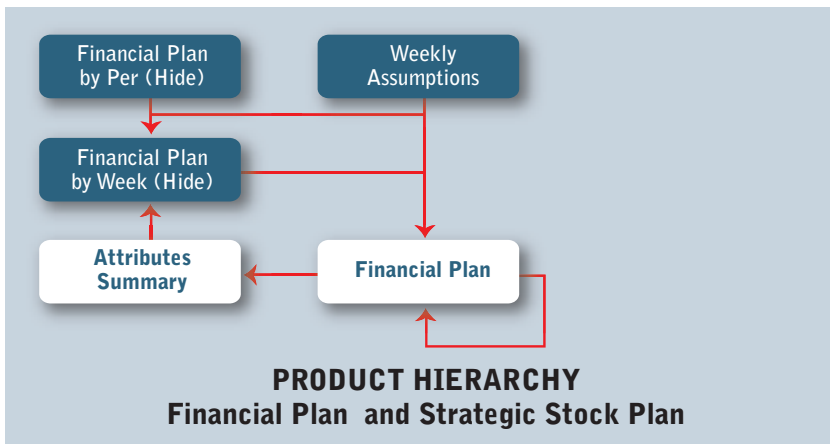 Financial Plan
by Per (Hide)
Weekly
Assumptions
Financial Plan
by Week (Hide)
Attributes
Summary
Financial Plan
PRODUCT HIERARCHY
Financial Plan and Strategic Stock Plan